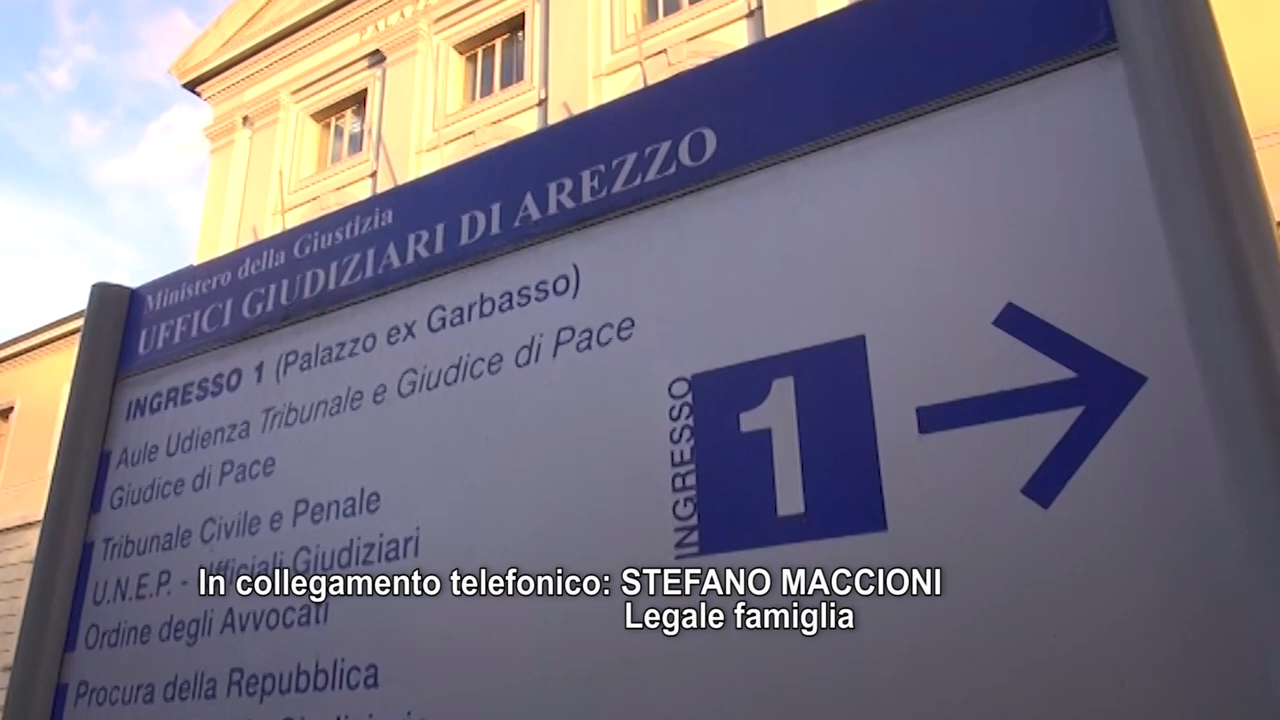 PALAZ
Ministero della Giustizia
UFFICI GIUDIZIARI DI AREZZO
INGRESSO 1 (Palazzo ex Garbasso)
Aule Udienza Tribunale e Giudice di Pace
Giudice di Pace
Tribunale Civile e Penale
U.N.E.P. - Ufficiali Giudiziari
Ordine degli Avvocati
Procura della Repubblica
INGRESSO
1
In collegamento telefonico: STEFANO MACCIONI
Legale famiglia